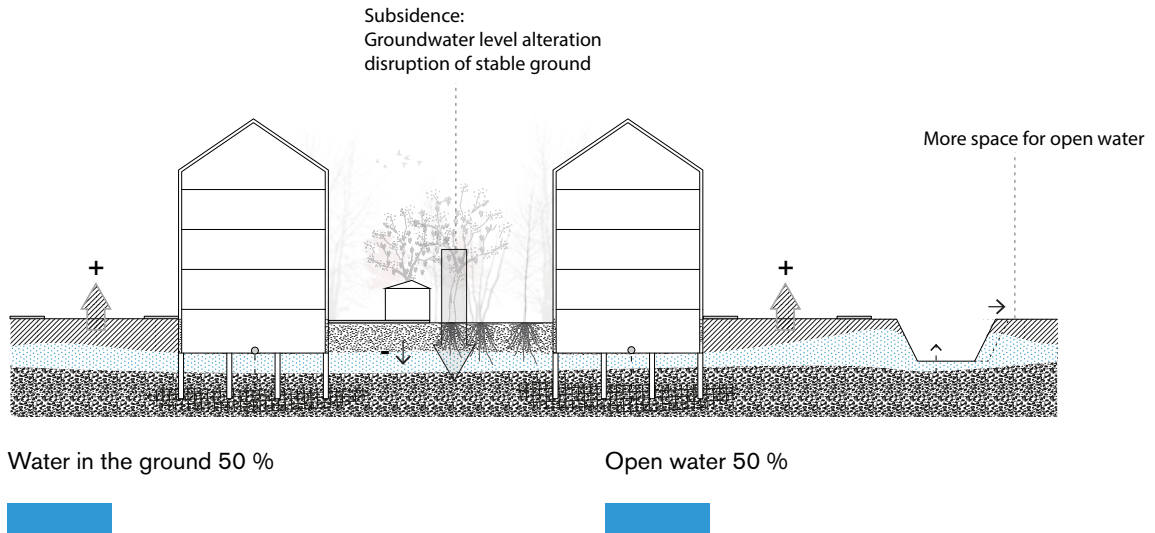 Subsidence:
Groundwater level alteration
disruption of stable ground
More space for open water
+
+
-
Water in the ground 50 %
Open water 50 %